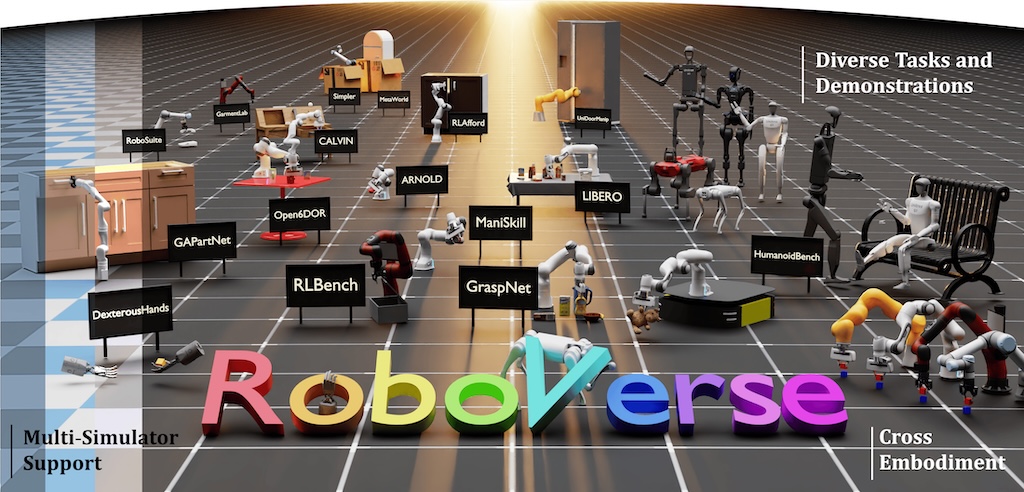 Diverse Tasks and
Demonstrations
Simpler
MetaWorld
GarmentLab
RLAfford
UniDoorManip
RoboSuite
CALVIN
ARNOLD
LIBERO
Open6DOR
ManiSkill
GAPartNet
HumanoidBench
RLBench
GraspNet
DexterousHands
RoboVerse
Multi-Simulator
Support
Cross
Embodiment